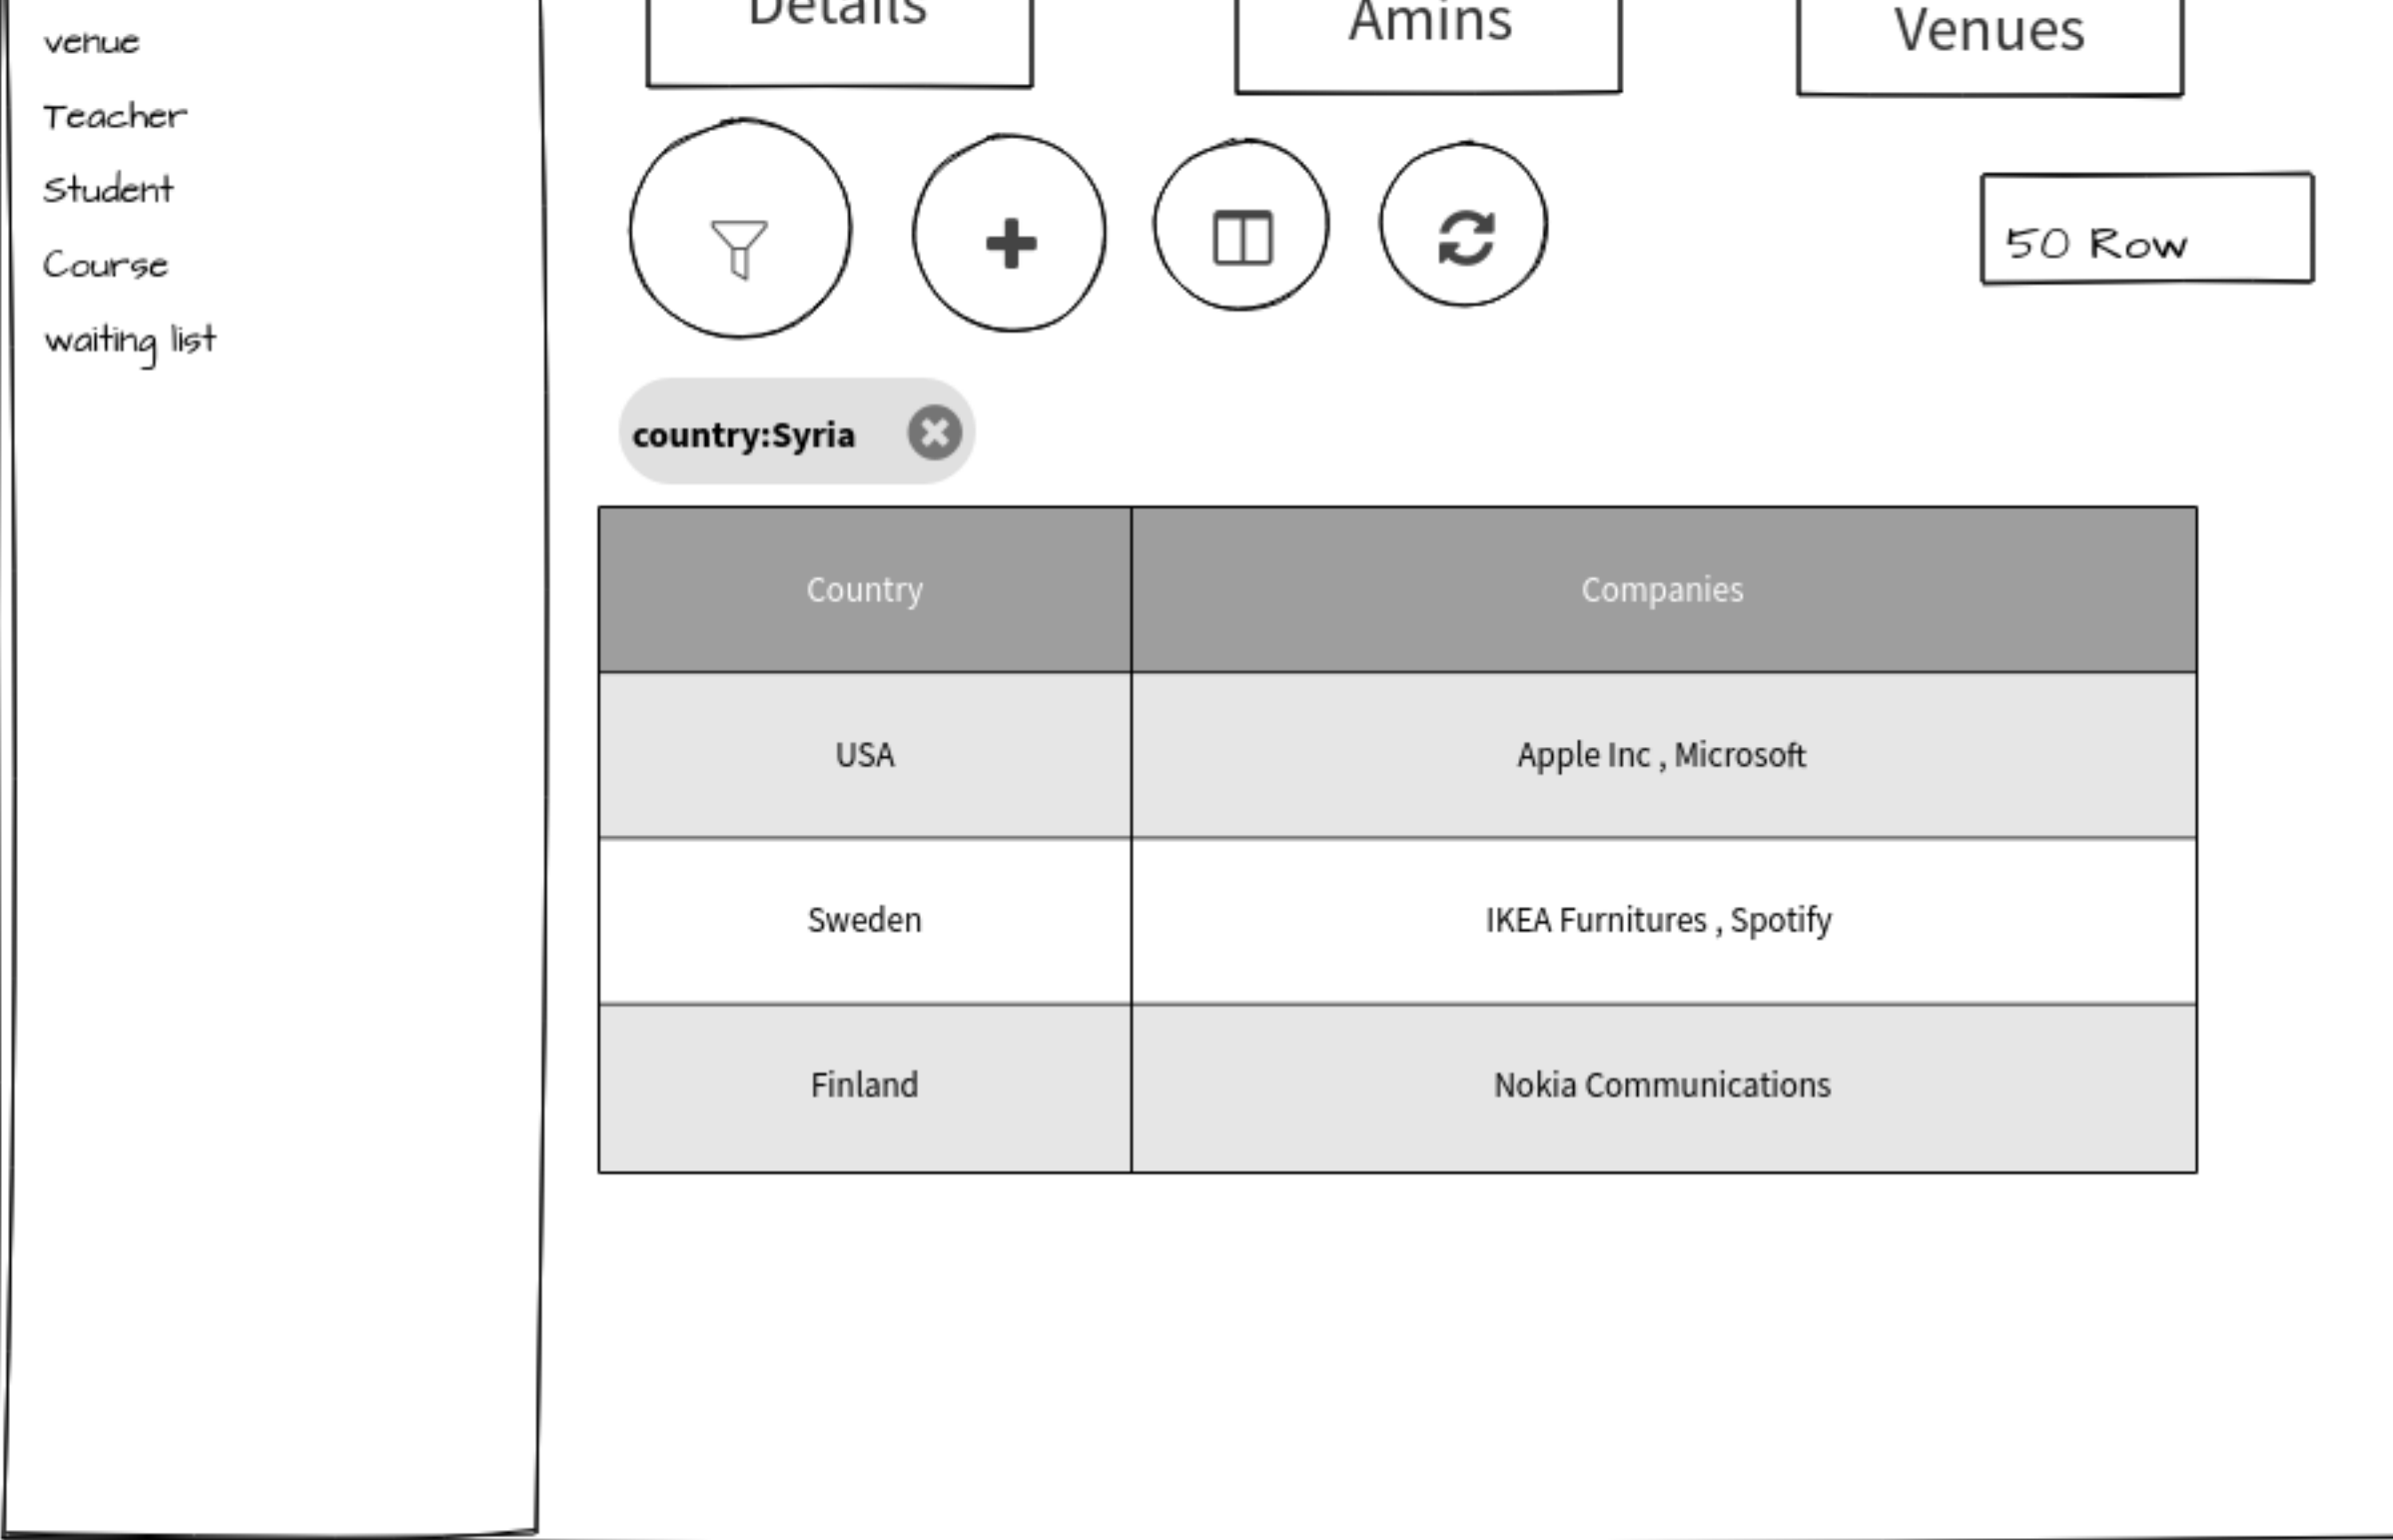 venue
Teacher
Student
Course
waiting list
Details
Amins
Venues
50 Row
country:Syria
Country Companies
USA Apple Inc , Microsoft
Sweden IKEA Furnitures , Spotify
Finland Nokia Communications